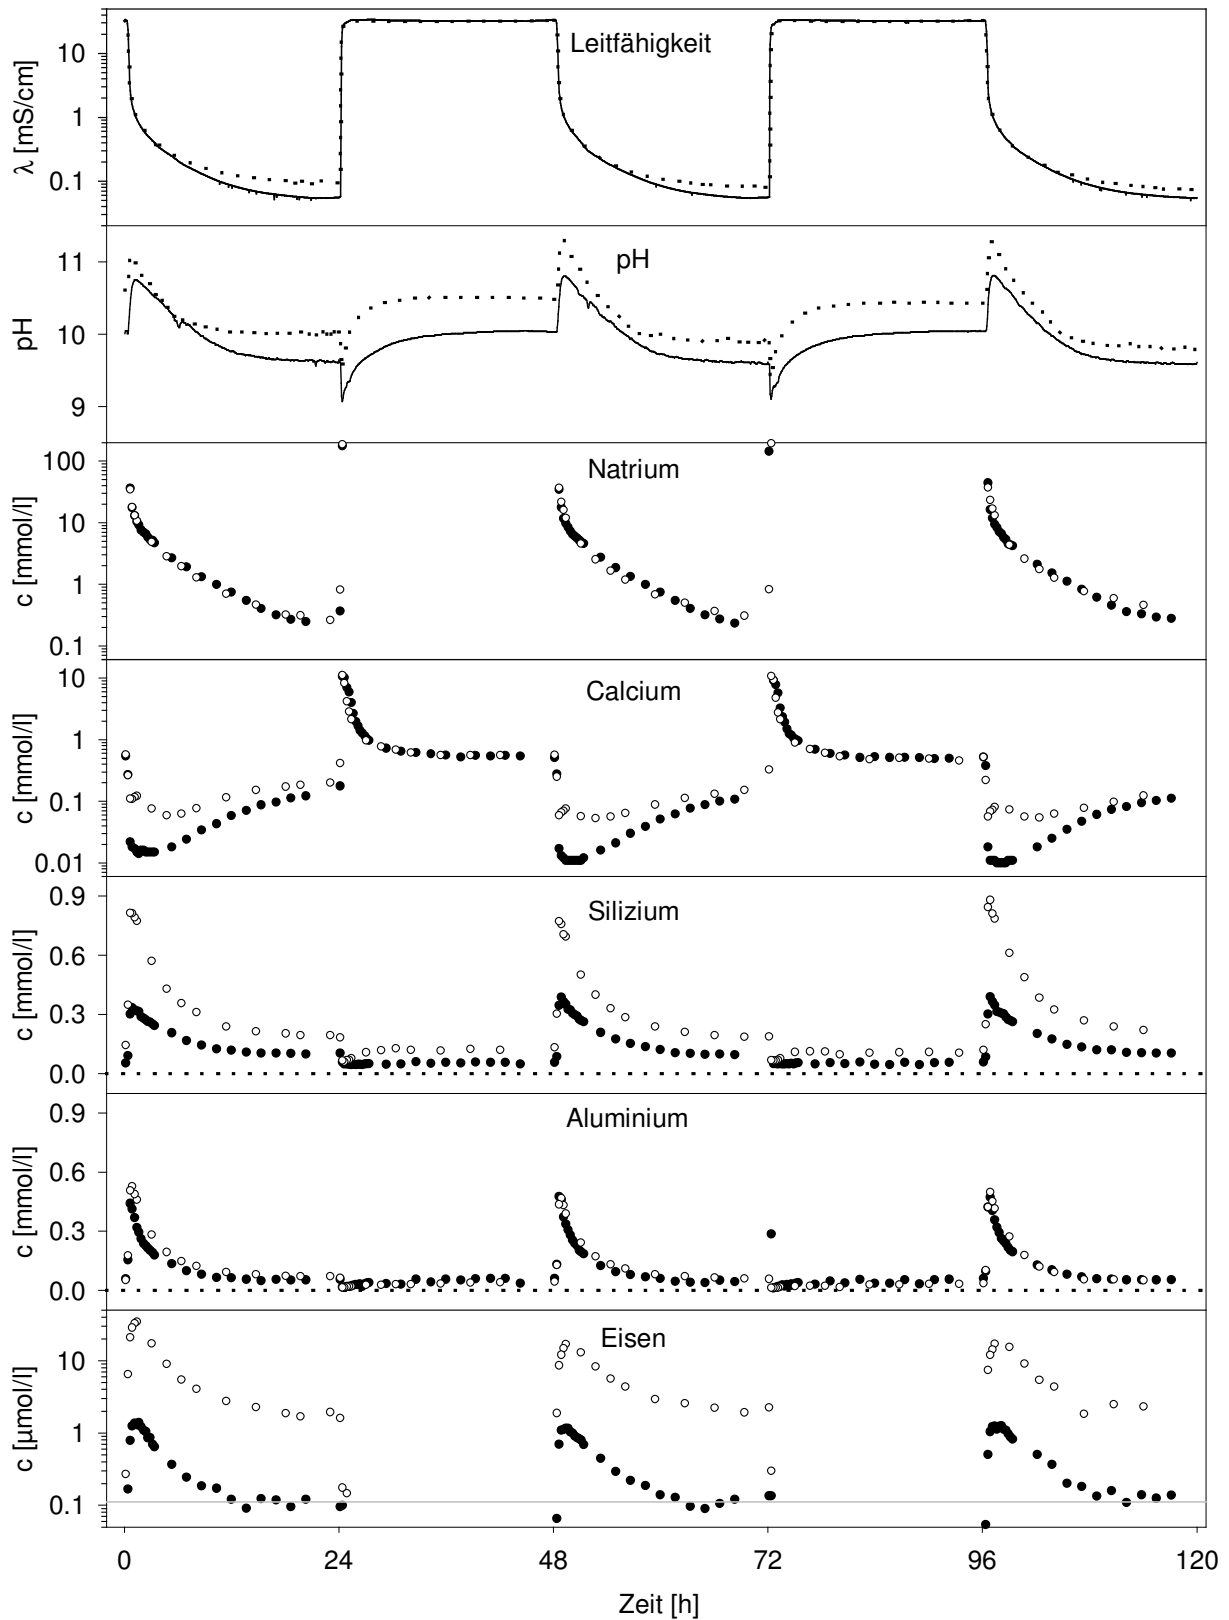 Leitfähigkeit
λ [mS/cm]
10
1
0.1
pH
pH
11
10
9
Natrium
c [mmol/l]
100
10
1
0.1
Calcium
c [mmol/l]
10
1
0.1
0.01
Silizium
c [mmol/l]
0.9
0.6
0.3
0.0
Aluminium
c [mmol/l]
0.9
0.6
0.3
0.0
Eisen
c [µmol/l]
10
1
0.1
0 24 48 72 96 120
Zeit [h]